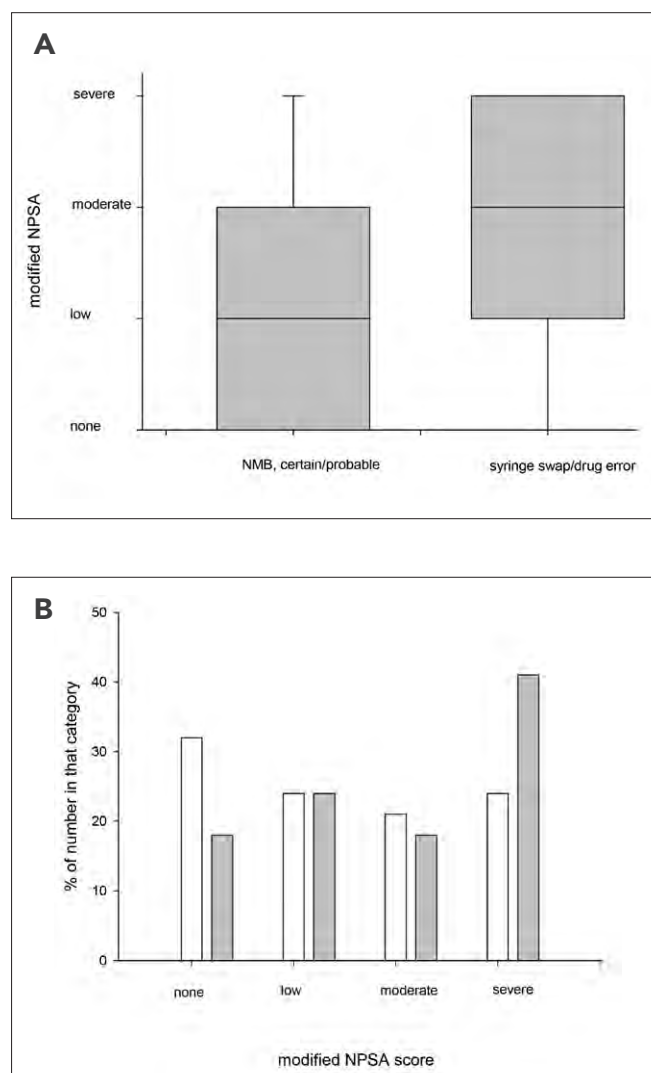 A
severe
moderate
low
none
modified NPSA
NMB, certain/probable
syringe swap/drug error
B
50
40
30
20
10
0
% of number in that category
none
low
moderate
severe
modified NPSA score